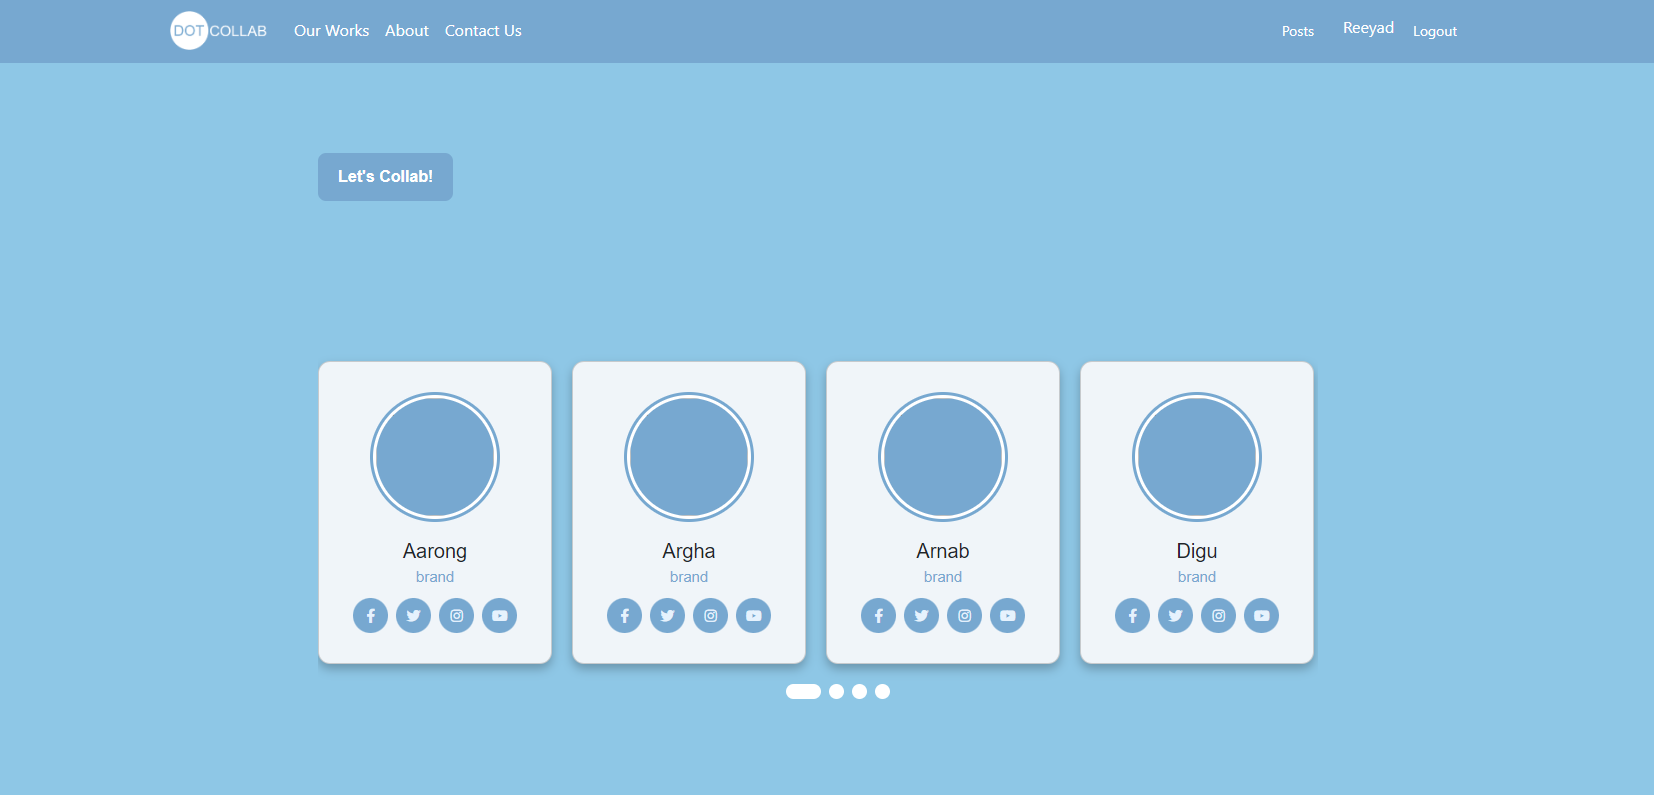 DOT COLLAB Our Works About Contact Us Posts Reeyad Logout
Let's Collab!
Aarong Argha Arnab Digu
brand brand brand brand